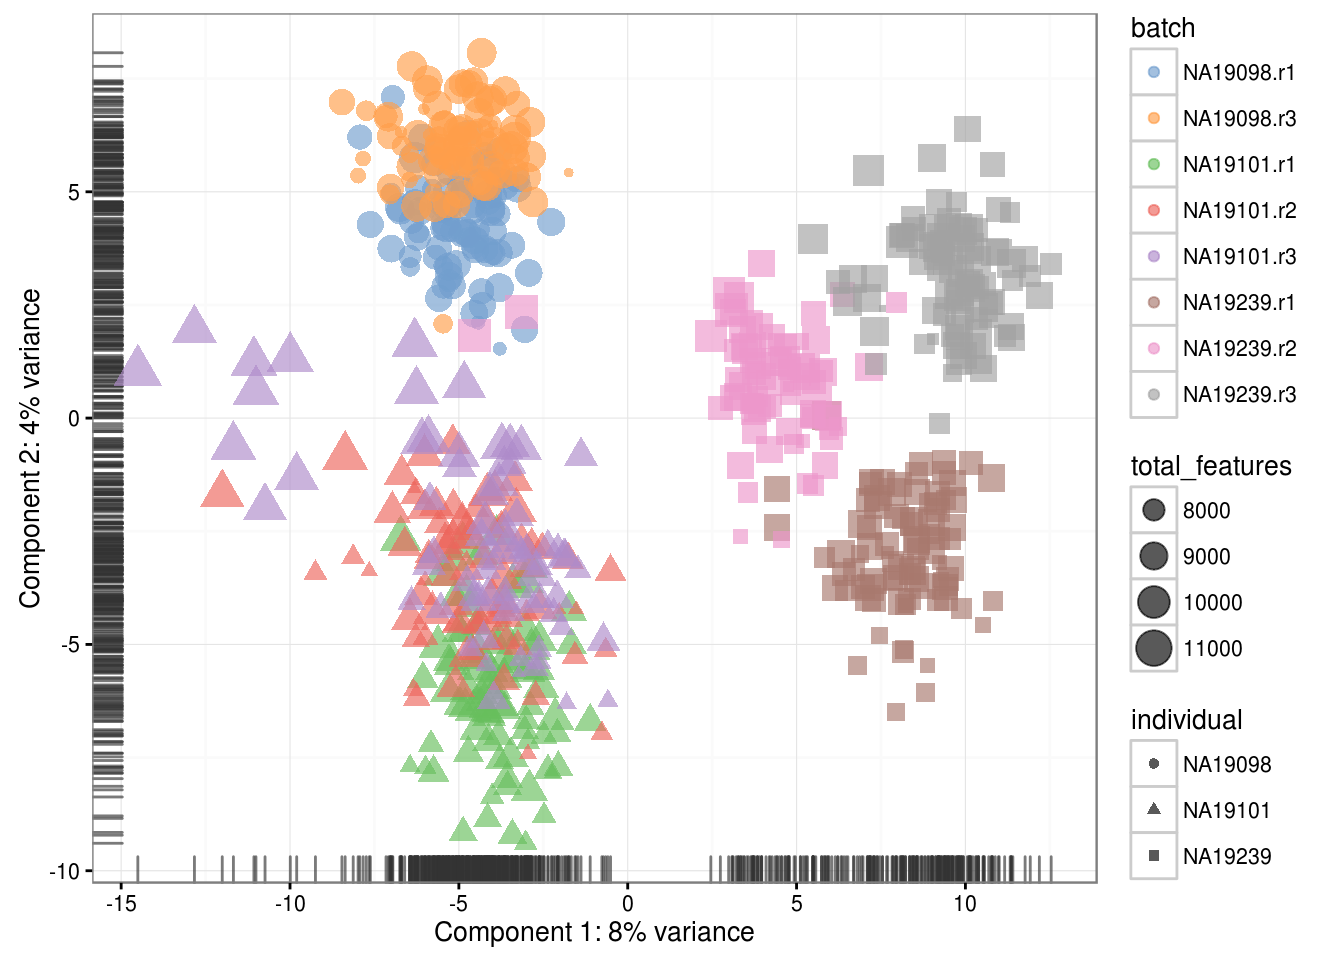 batch
NA19098.r1
NA19098.r3
NA19101.r1
NA19101.r2
NA19101.r3
NA19239.r1
NA19239.r2
NA19239.r3
total_features
8000
9000
10000
11000
individual
NA19098
NA19101
NA19239
Component 2: 4% variance
5
0
-5
-10
-15
-10
-5
0
5
10
Component 1: 8% variance